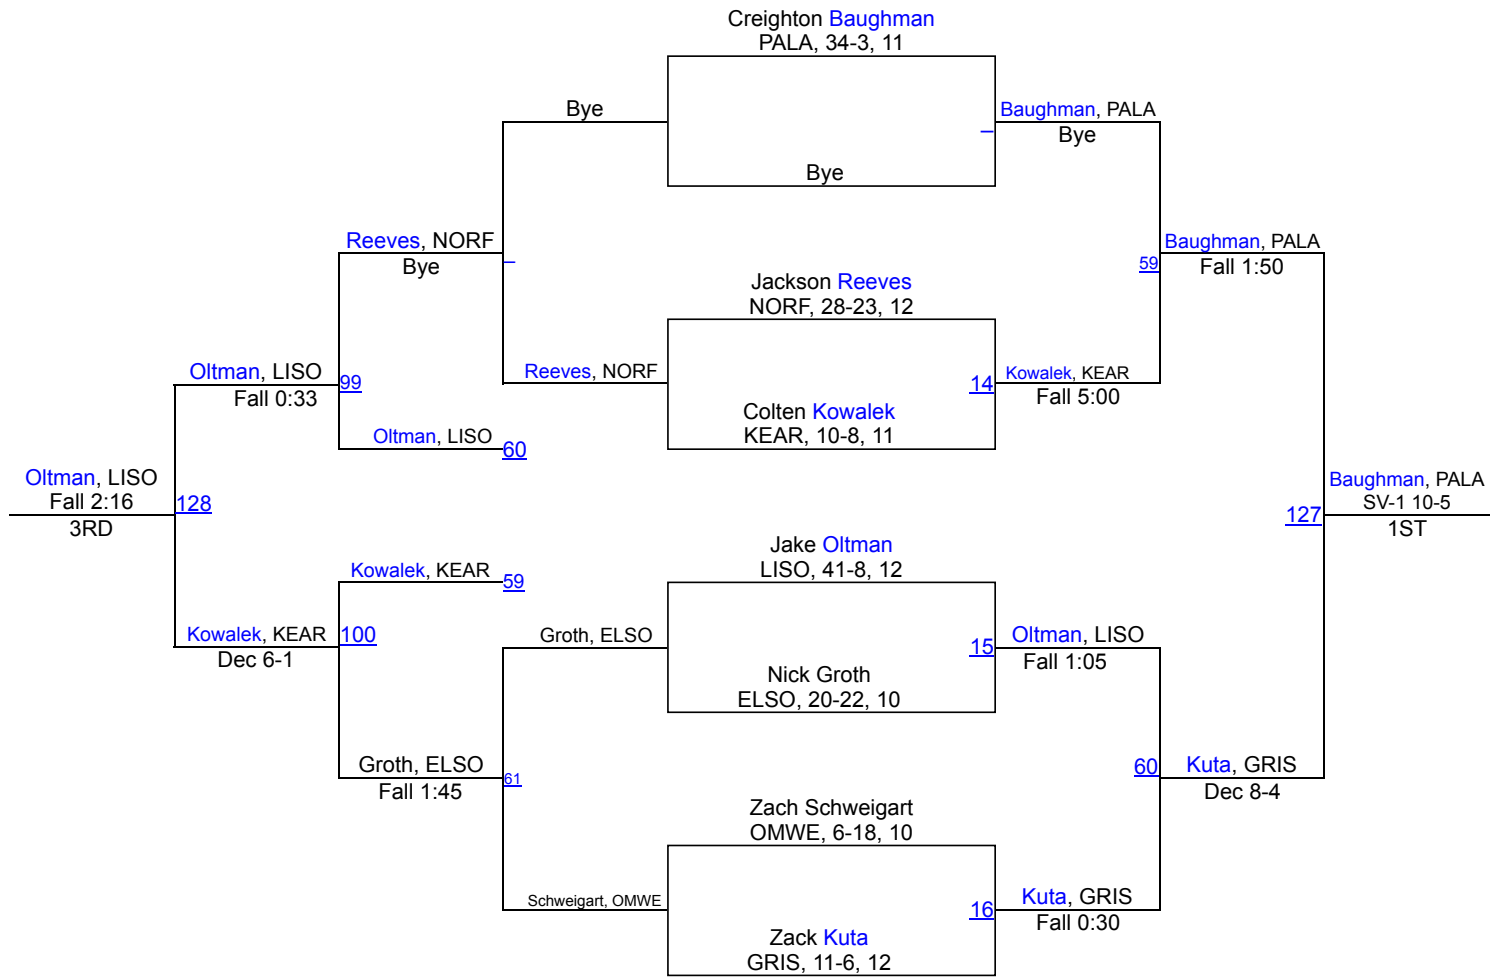 Creighton Baughman
PALA, 34-3, 11
Bye
Baughman, PALA
–
Bye
Bye
Reeves, NORF
Bye
–
Baughman, PALA
59
Fall 1:50
Jackson Reeves
NORF, 28-23, 12
Reeves, NORF
14
Kowalek, KEAR
Fall 5:00
Oltman, LISO
99
Fall 0:33
Colten Kowalek
KEAR, 10-8, 11
Oltman, LISO
60
Oltman, LISO
Fall 2:16
128
3RD
Baughman, PALA
SV-1 10-5
127
1ST
Jake Oltman
LISO, 41-8, 12
Kowalek, KEAR
59
Kowalek, KEAR
100
Dec 6-1
Groth, ELSO
15
Oltman, LISO
Fall 1:05
Nick Groth
ELSO, 20-22, 10
Groth, ELSO
Fall 1:45
61
60
Kuta, GRIS
Dec 8-4
Zach Schweigart
OMWE, 6-18, 10
Schweigart, OMWE
16
Kuta, GRIS
Fall 0:30
Zack Kuta
GRIS, 11-6, 12